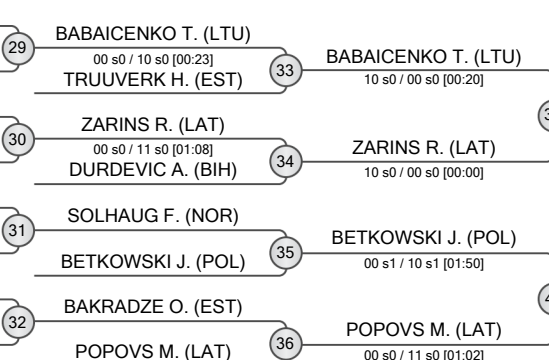 BABAICENKO T. (LTU)
29
00 s0 / 10 s0 [00:23]
TRUUVERK H. (EST)
33
BABAICENKO T. (LTU)
10 s0 / 00 s0 [00:20]
ZARINS R. (LAT)
30
00 s0 / 11 s0 [01:08]
DURDEVIC A. (BIH)
34
ZARINS R. (LAT)
10 s0 / 00 s0 [00:00]
SOLHAUG F. (NOR)
31
BETKOWSKI J. (POL)
35
BETKOWSKI J. (POL)
00 s1 / 10 s1 [01:50]
BAKRADZE O. (EST)
32
POPOVS M. (LAT)
36
POPOVS M. (LAT)
00 s0 / 11 s0 [01:02]